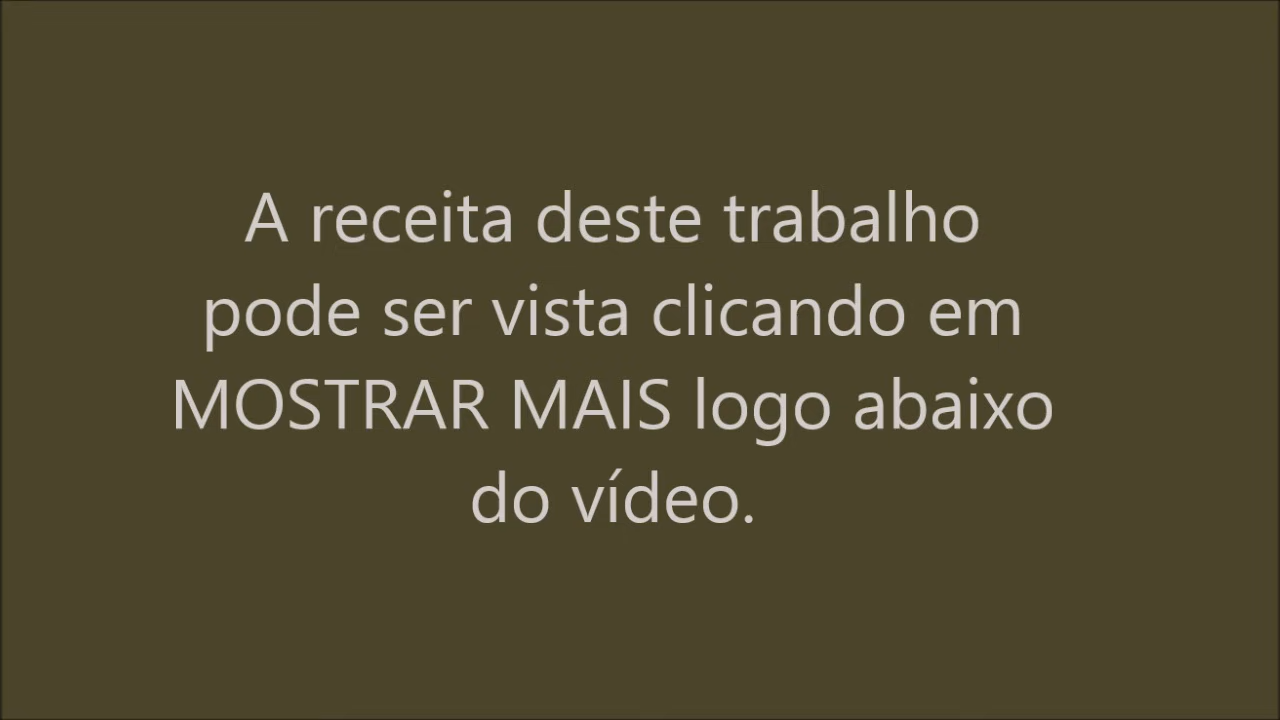 A receita deste trabalho
pode ser vista clicando em
MOSTRAR MAIS logo abaixo
do vídeo.